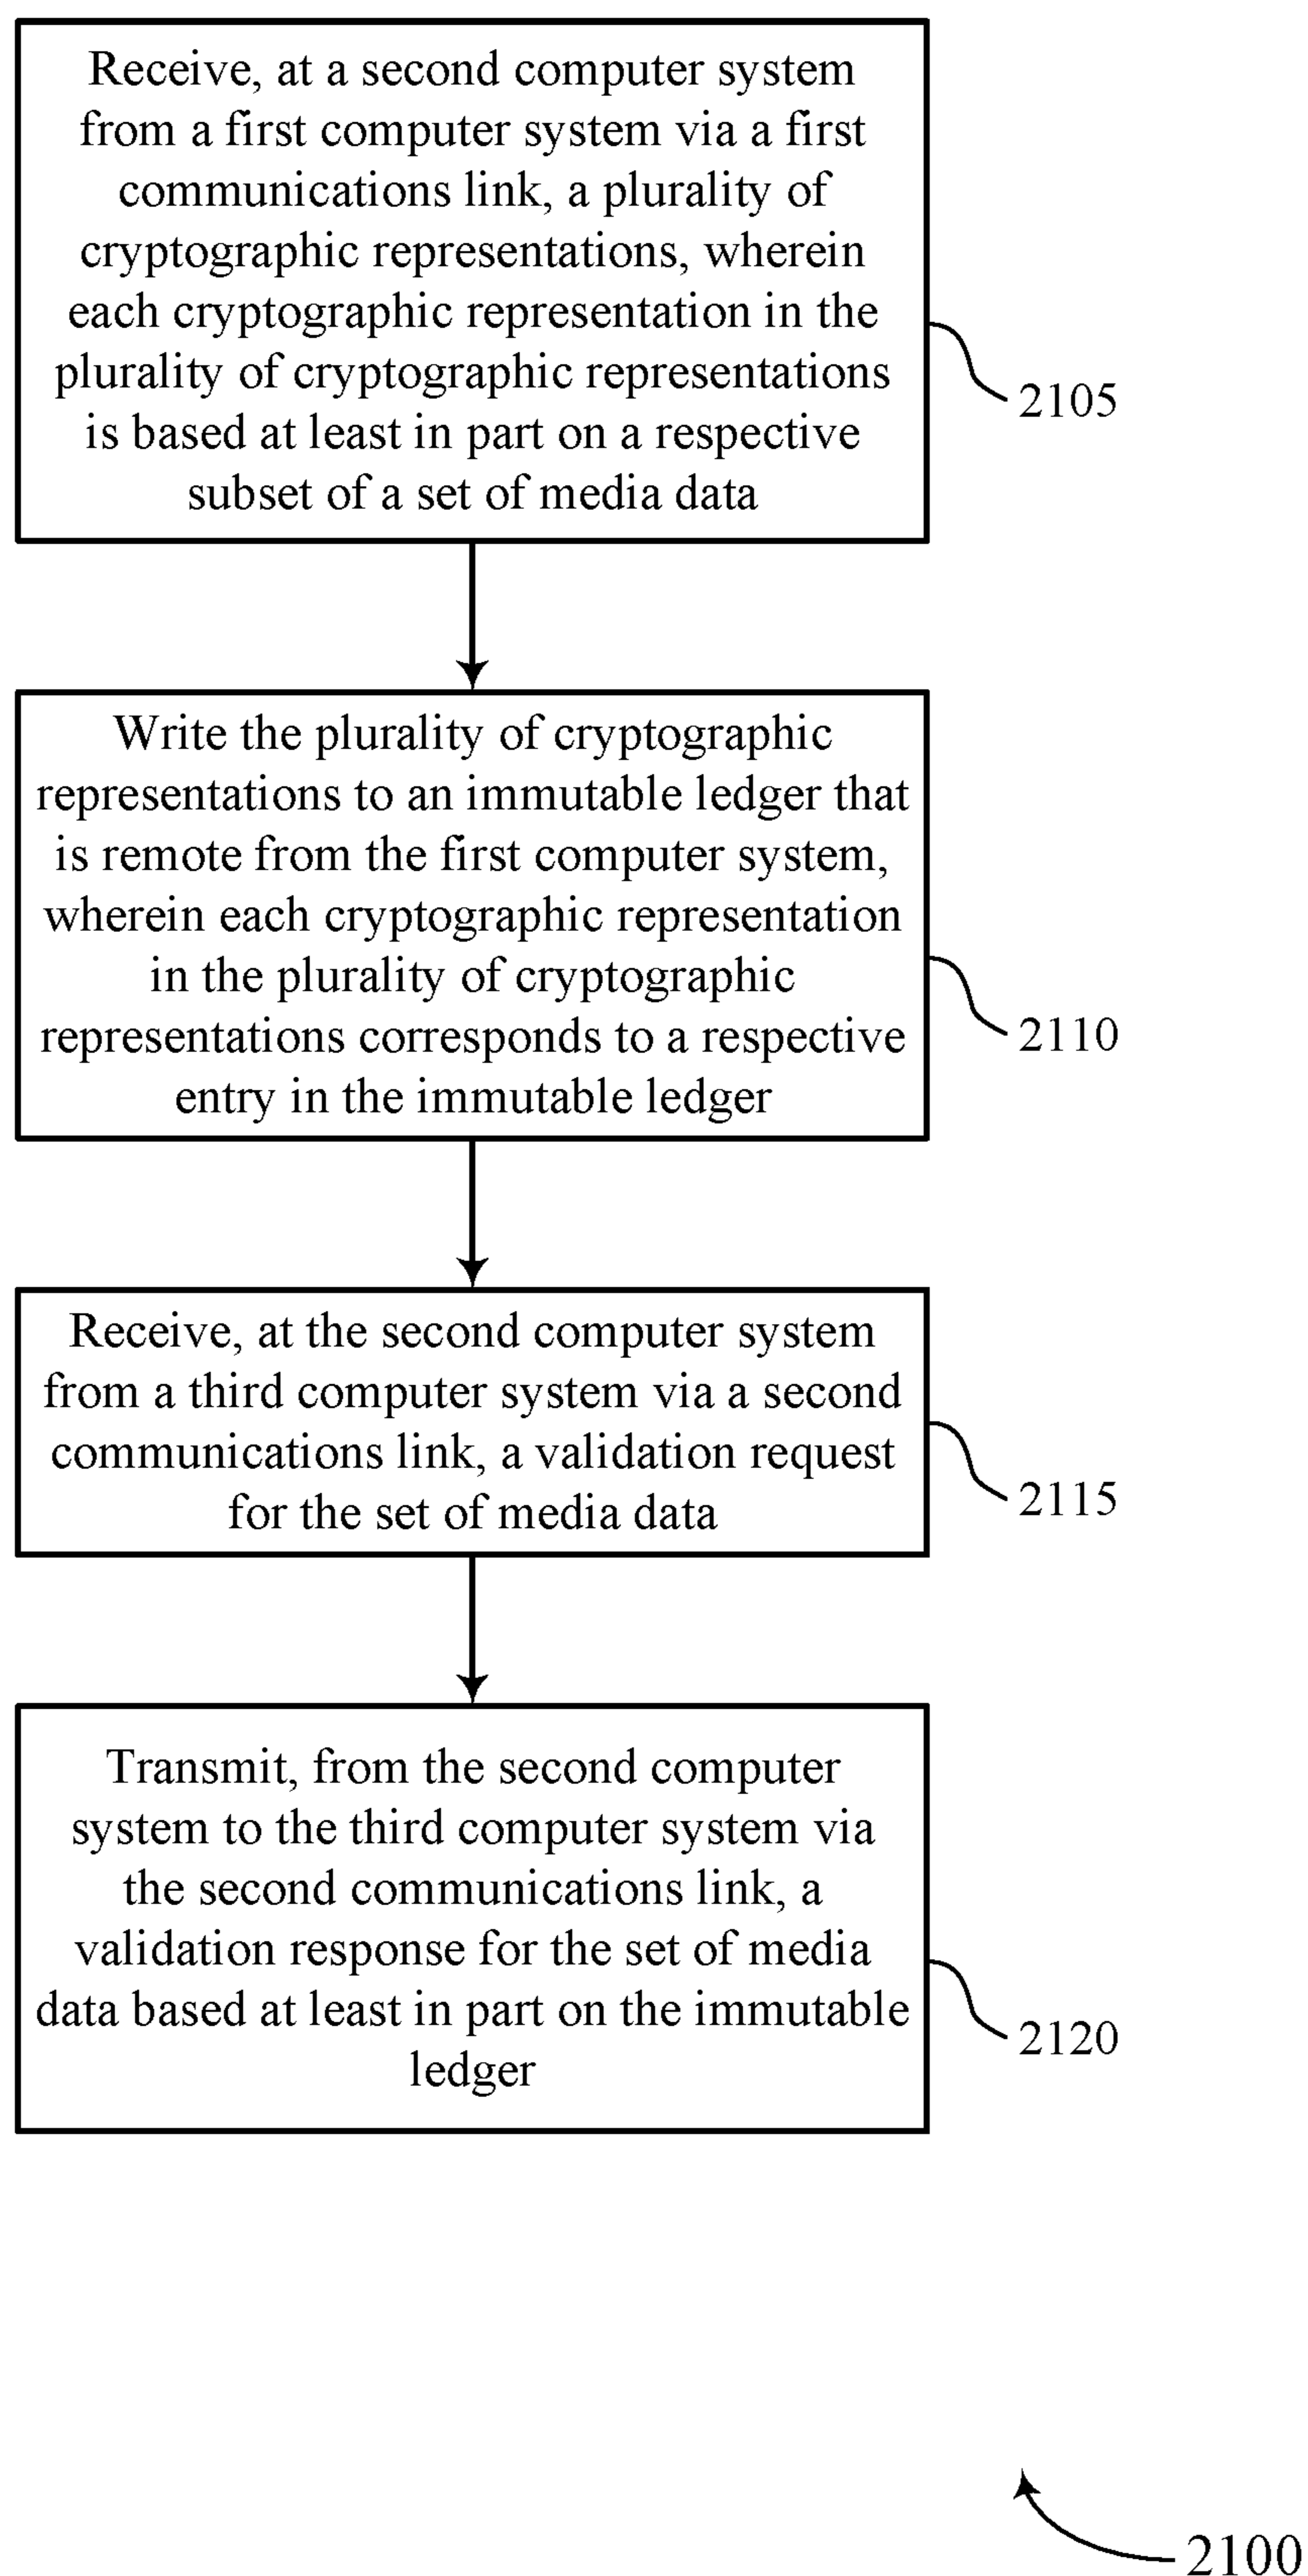 Receive, at a second computer system
from a first computer system via a first
communications link, a plurality of
cryptographic representations, wherein
each cryptographic representation in the
plurality of cryptographic representations
is based at least in part on a respective
subset of a set of media data
2105
Write the plurality of cryptographic
representations to an immutable ledger that
is remote from the first computer system,
wherein each cryptographic representation
in the plurality of cryptographic
representations corresponds to a respective
entry in the immutable ledger
2110
Receive, at the second computer system
from a third computer system via a second
communications link, a validation request
for the set of media data
2115
Transmit, from the second computer
system to the third computer system via
the second communications link, a
validation response for the set of media
data based at least in part on the immutable
ledger
2120
2100